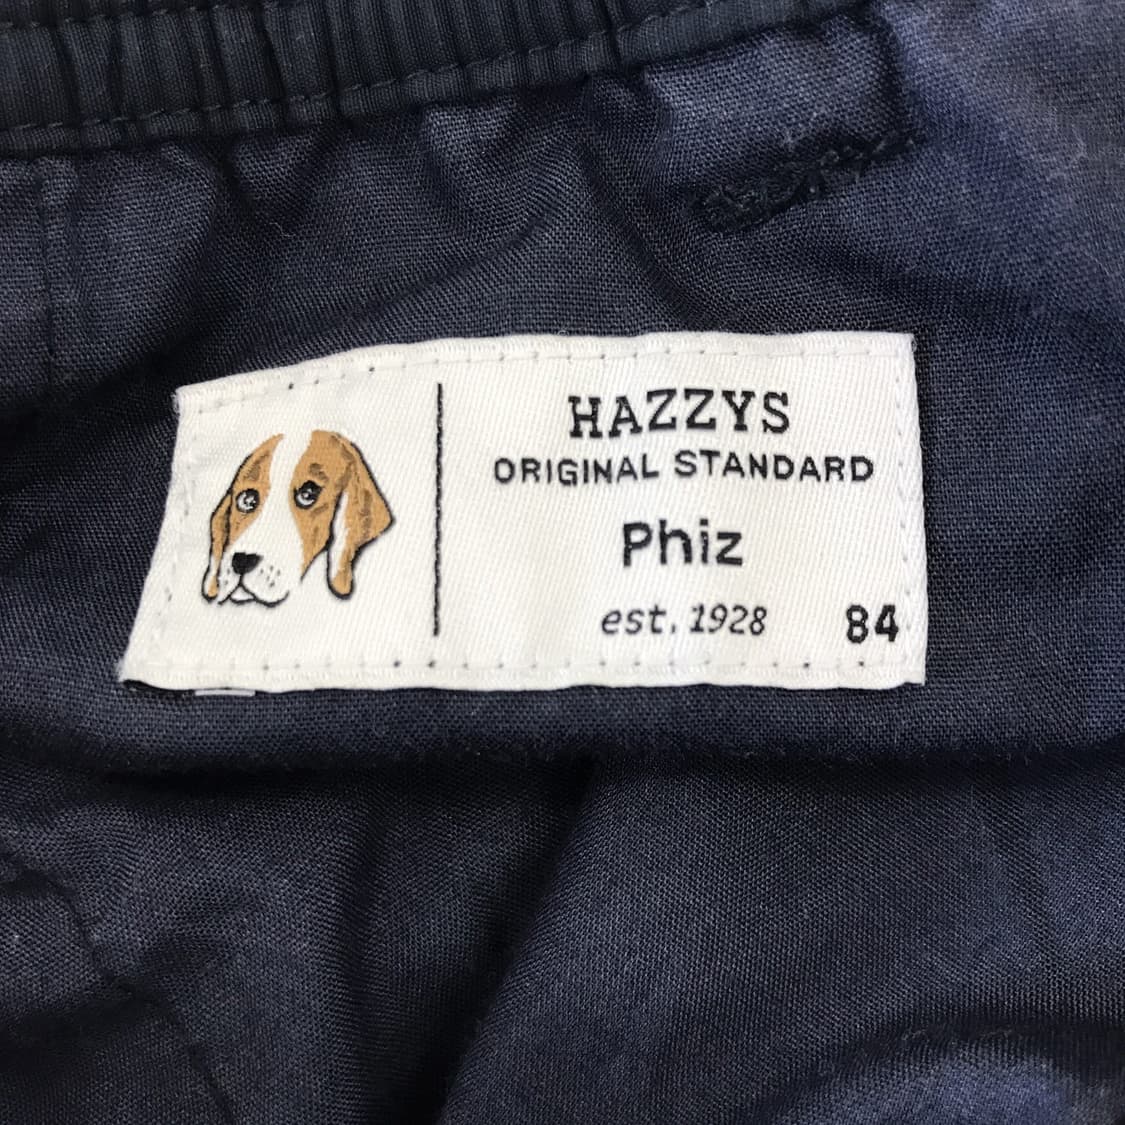 HAZZYS
ORIGINAL STANDARD
Phiz
est. 1928
84